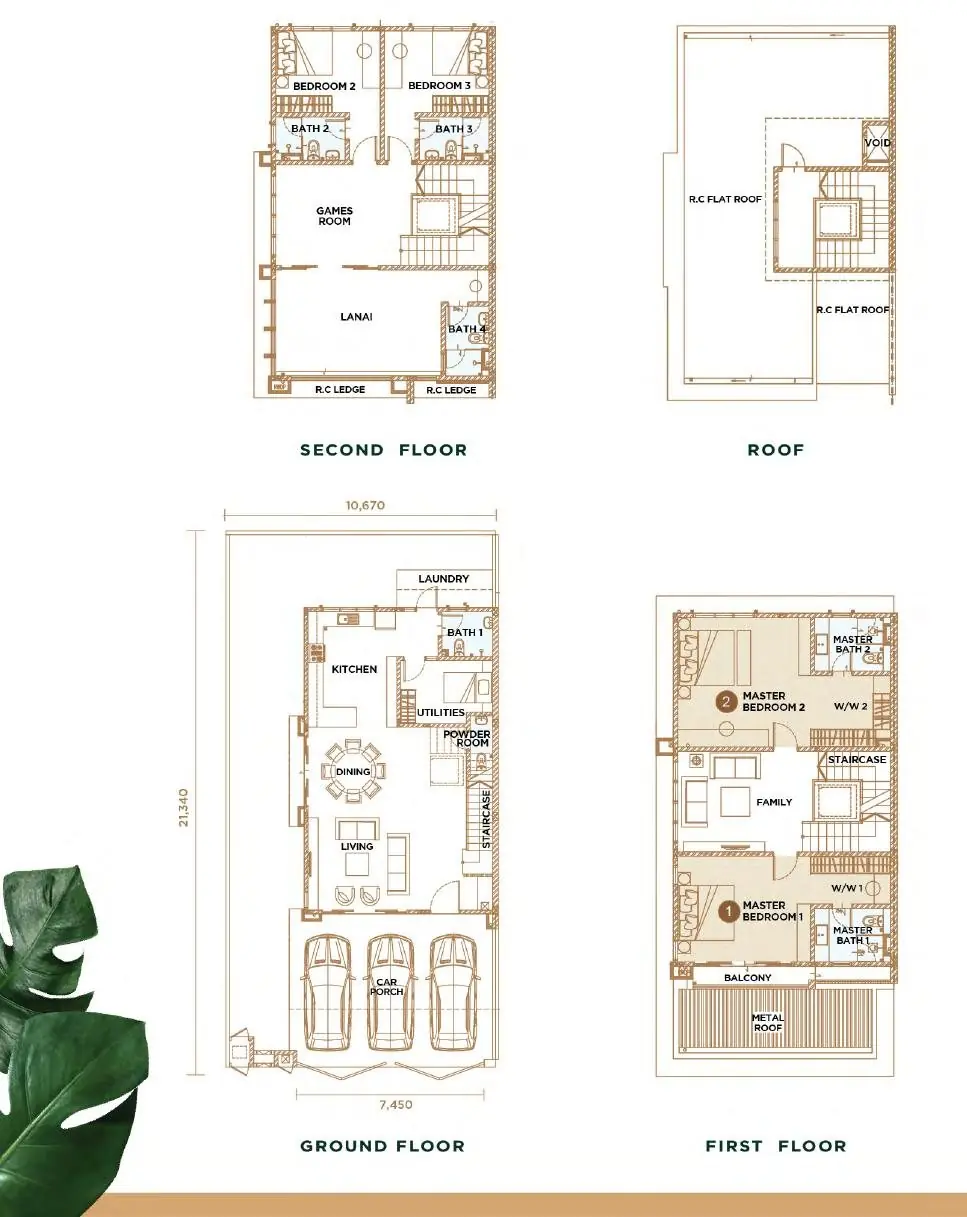 BEDROOM 2
BEDROOM 3
BATH 2
BATH 3
GAMES
ROOM
LANAI
BATH 4
R.C LEDGE
R.C LEDGE
SECOND FLOOR
VOID
R.C FLAT ROOF
R.C FLAT ROOF
ROOF
10,670
21,340
LAUNDRY
BATH 1
KITCHEN
UTILITIES
POWDER
ROOM
DINING
STAIRCASE
LIVING
CAR
PORCH
7,450
GROUND FLOOR
MASTER
BATH 2
2
MASTER
BEDROOM 2
W/W 2
STAIRCASE
FAMILY
W/W 1
1
MASTER
BEDROOM 1
MASTER
BATH 1
BALCONY
METAL
ROOF
FIRST FLOOR